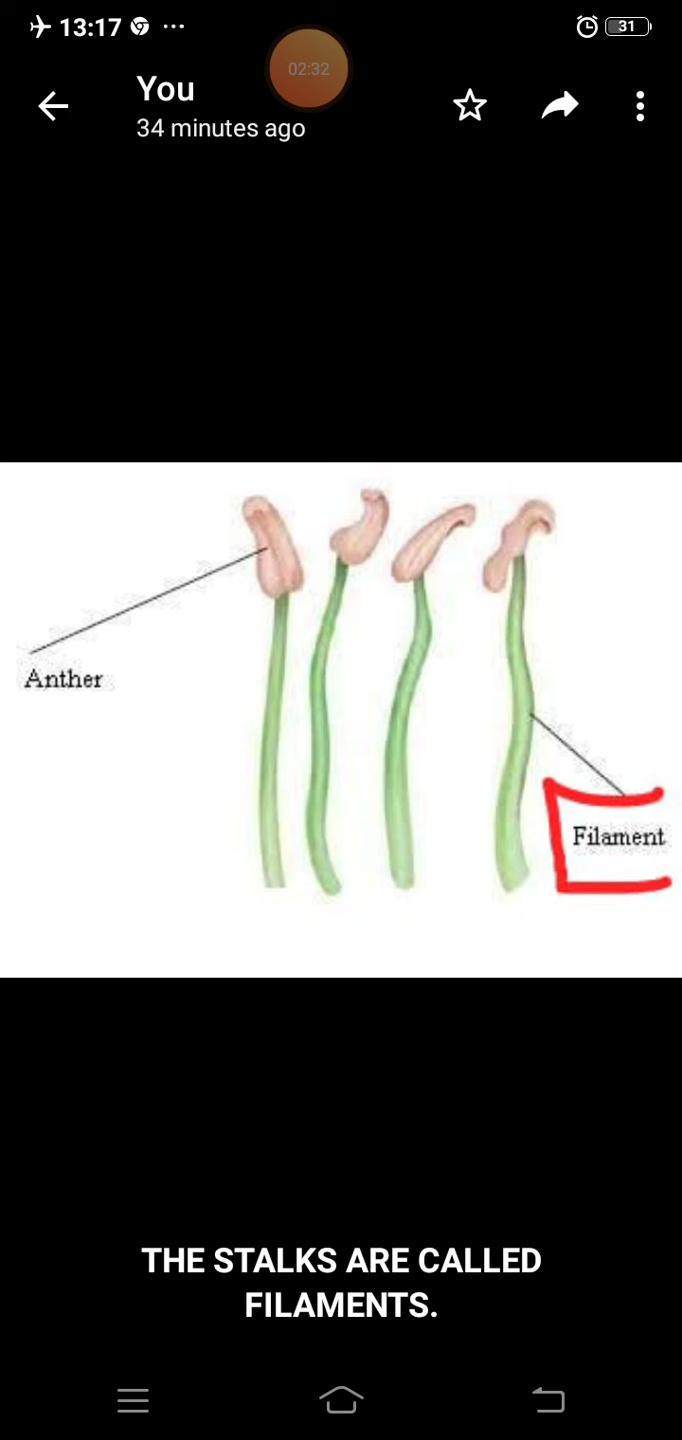 13:17
31
02:32
You
34 minutes ago
Anther
Filament
THE STALKS ARE CALLED
FILAMENTS.